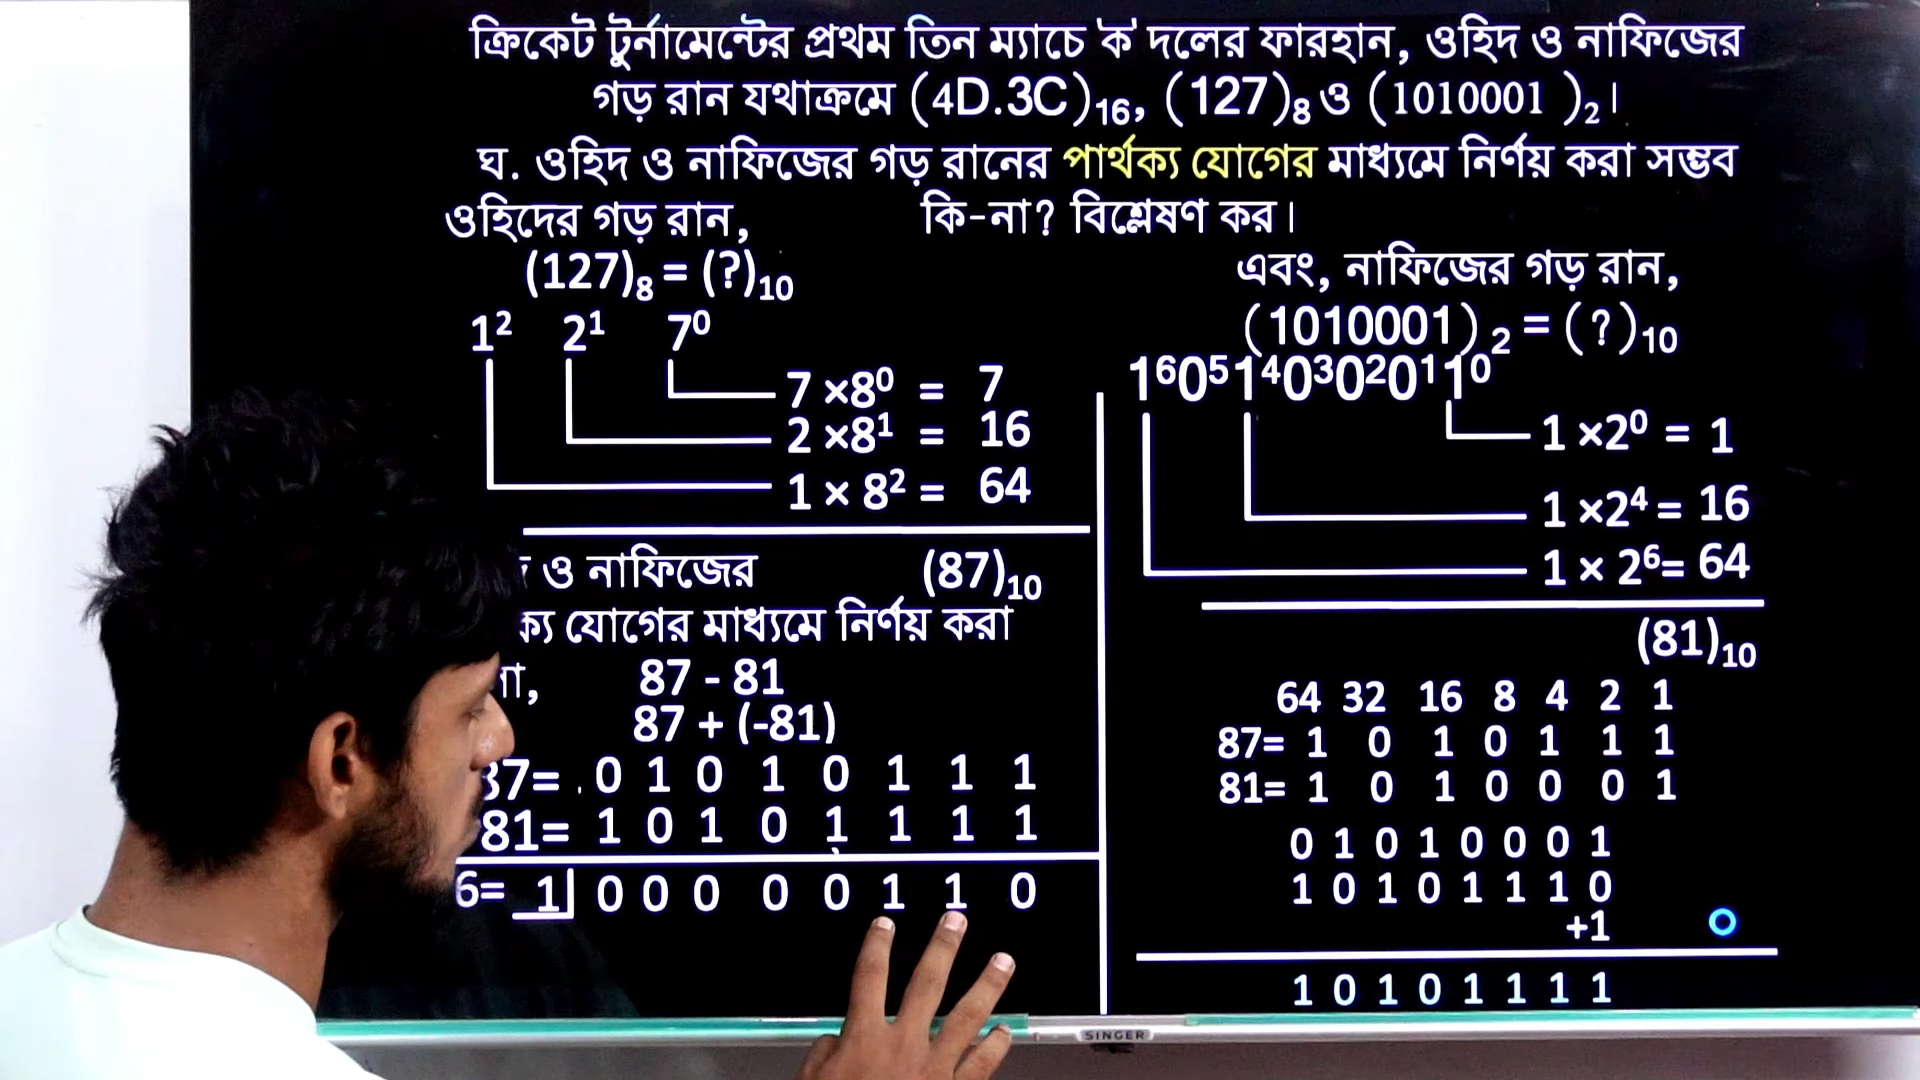 ক্রিকেট টুর্নামেন্টের প্রথম তিন ম্যাচে 'ক' দলের ফারহান, ওহিদ ও নাফিজের
গড় রান যথাক্রমে (4D.3C)₁₆, (127)₈ ও (1010001 )₂।
ঘ. ওহিদ ও নাফিজের গড় রানের পার্থক্য যোগের মাধ্যমে নির্ণয় করা সম্ভব
কি-না? বিশ্লেষণ কর।
ওহিদের গড় রান,
(127)₈ = (?)₁₀
1² 2¹ 7⁰
7 ×8⁰ = 7
2 ×8¹ = 16
1 × 8² = 64
(87)₁₀
ও নাফিজের
যোগের মাধ্যমে নির্ণয় করা
87 - 81
87 + (-81)
87= 0 1 0 1 0 1 1 1
81= 1 0 1 0 1 1 1 1
6= 1 0 0 0 0 0 1 1 0
এবং, নাফিজের গড় রান,
(1010001)₂ = (?)₁₀
1⁶0⁵1⁴0³0²0¹1⁰
1 ×2⁰ = 1
1 ×2⁴ = 16
1 × 2⁶= 64
(81)₁₀
64 32 16 8 4 2 1
87= 1 0 1 0 1 1 1
81= 1 0 1 0 0 0 1
0 1 0 1 0 0 0 1
1 0 1 0 1 1 1 0
+1
1 0 1 0 1 1 1 1
SINGER